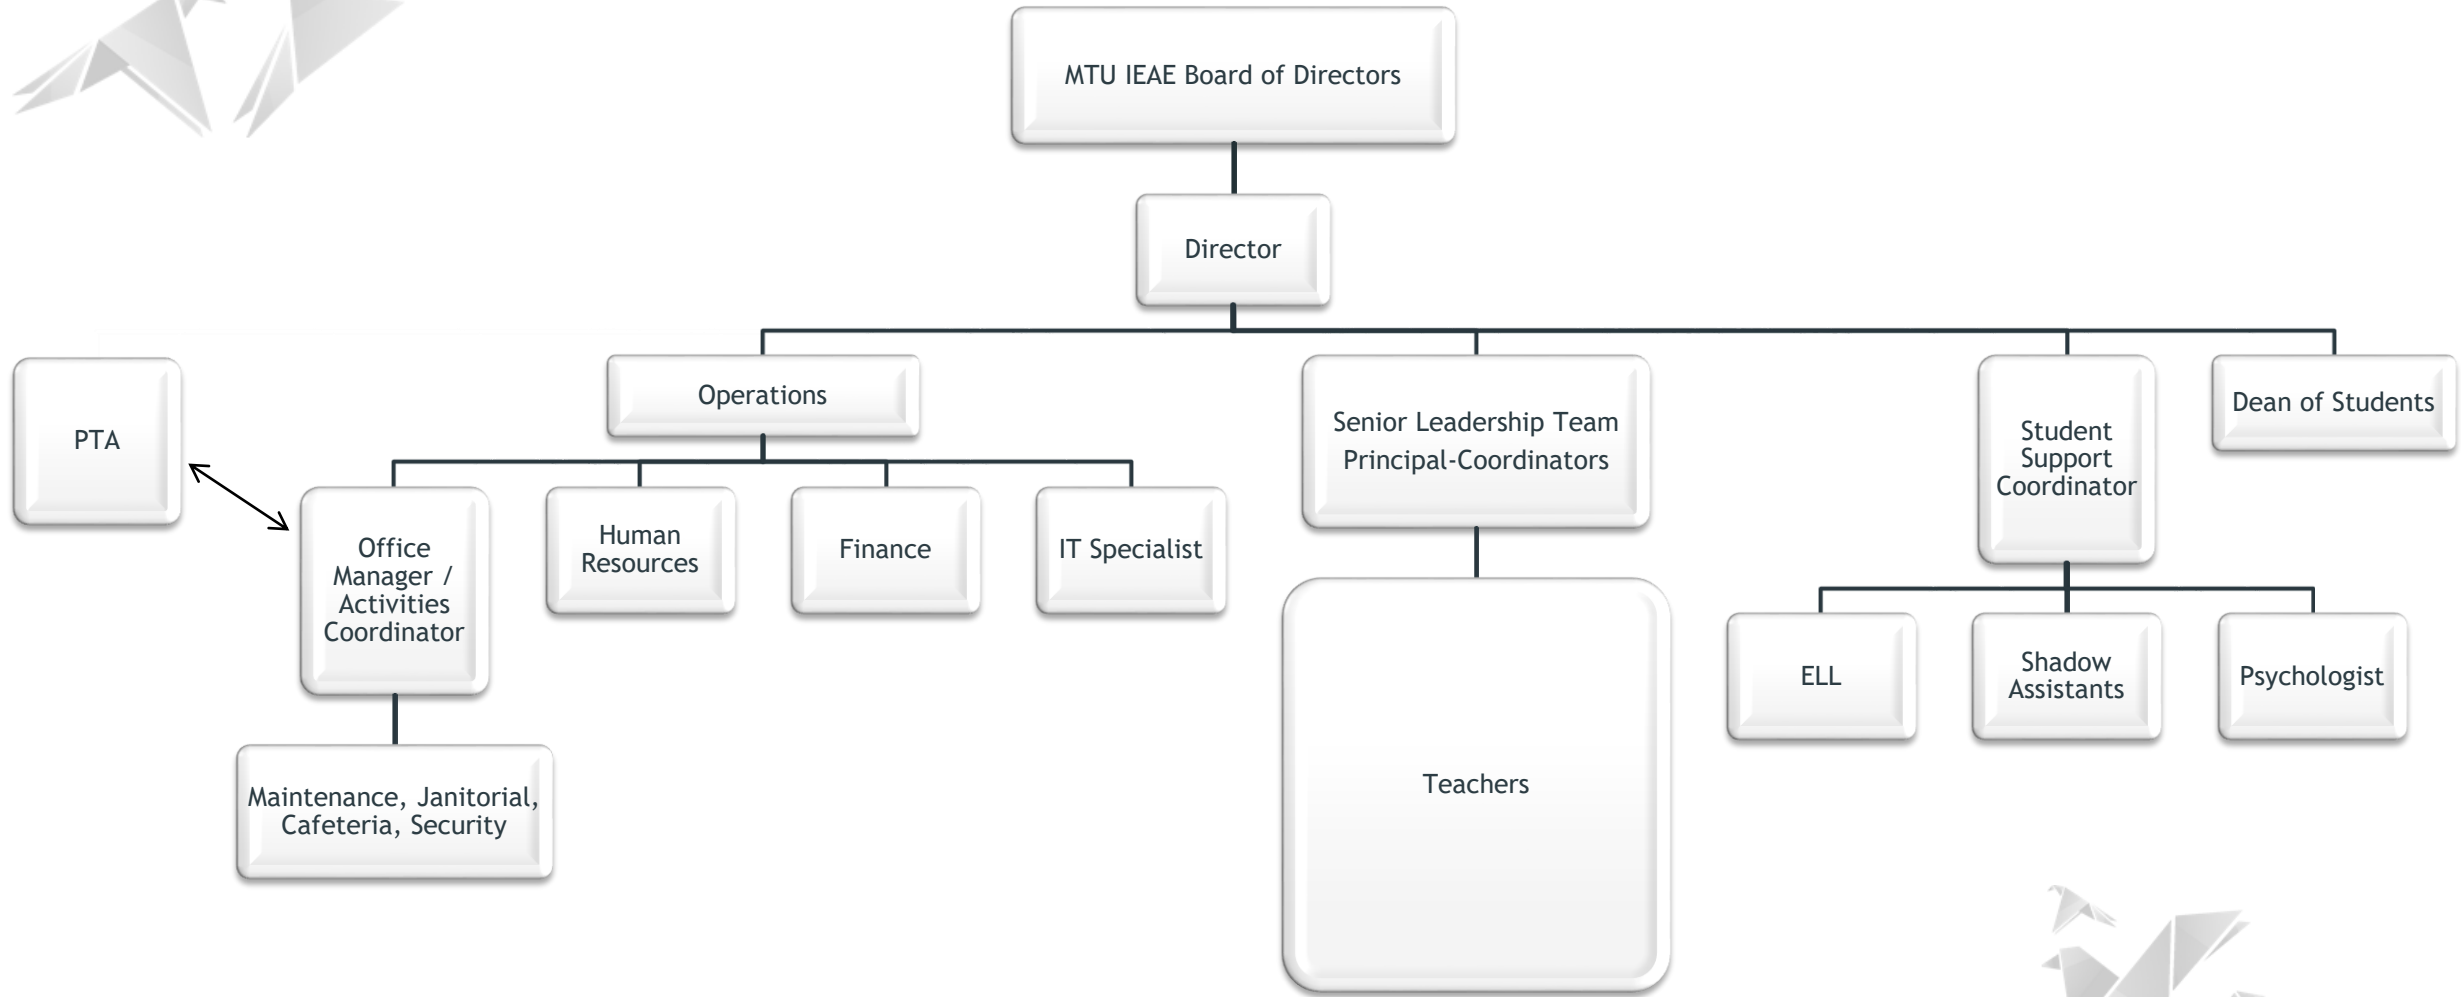 MTU IEAE Board of Directors
Director
PTA
Operations
Senior Leadership Team
Principal-Coordinators
Student
Support
Coordinator
Dean of Students
Office
Manager /
Activities
Coordinator
Human
Resources
Finance
IT Specialist
Maintenance, Janitorial,
Cafeteria, Security
Teachers
ELL
Shadow
Assistants
Psychologist